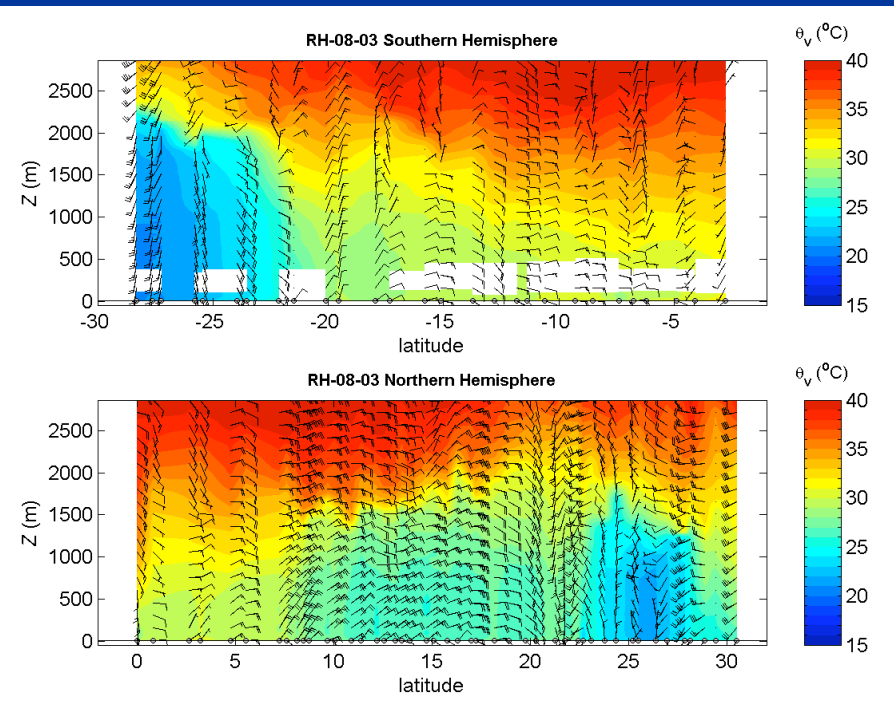 RH-08-03 Southern Hemisphere
θv (°C)
Z (m)
2500
2000
1500
1000
500
0
-30 -25 -20 -15 -10 -5
latitude
40
35
30
25
20
15
RH-08-03 Northern Hemisphere
θv (°C)
Z (m)
2500
2000
1500
1000
500
0
0 5 10 15 20 25 30
latitude
40
35
30
25
20
15